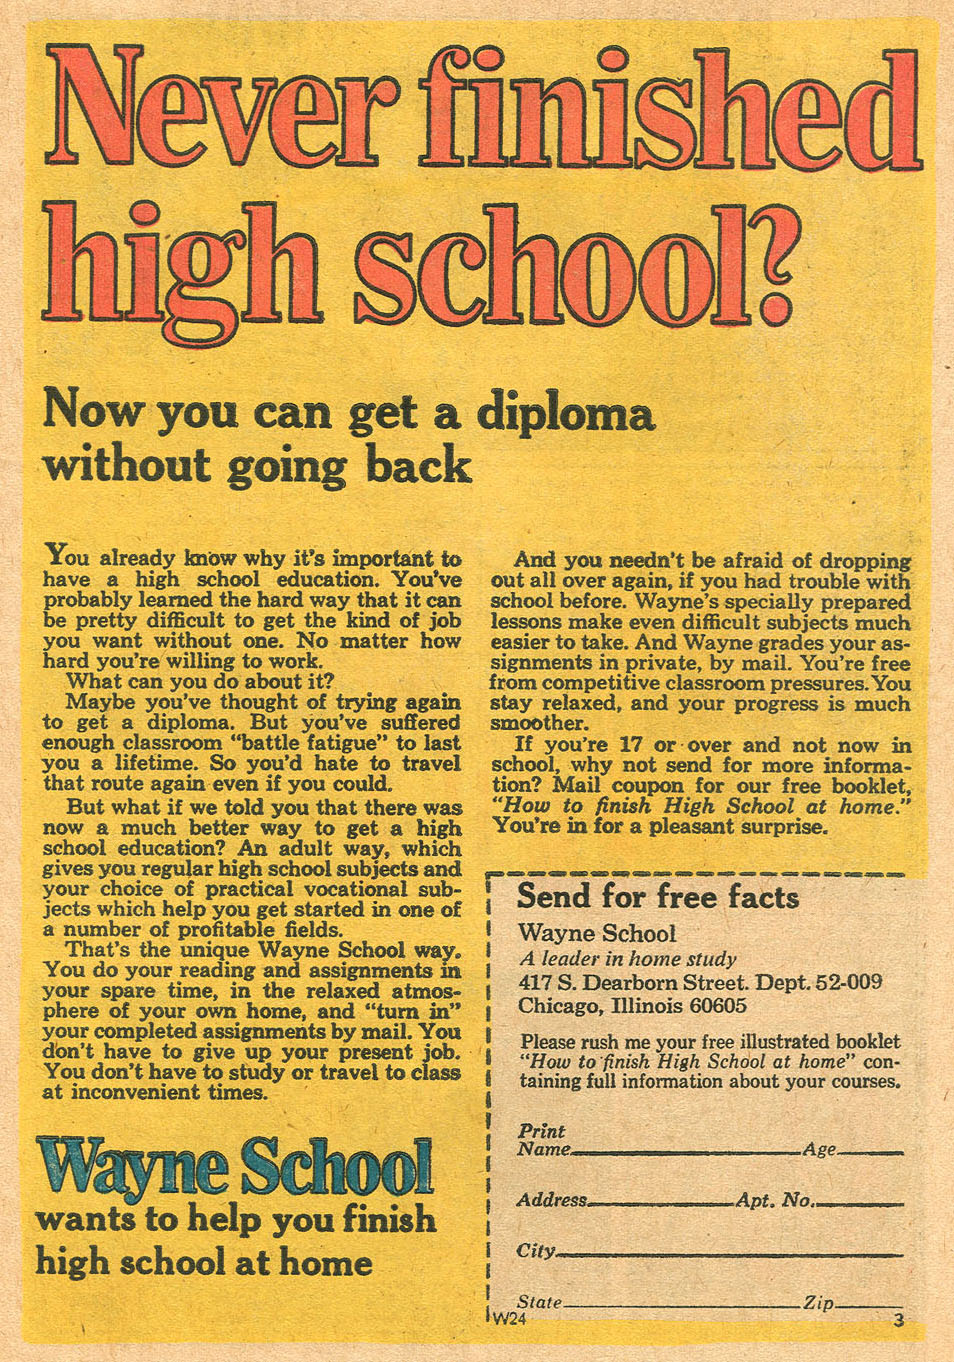 Never finished
high school?
Now you can get a diploma
without going back
You already know why it's important to
have a high school education. You've
probably learned the hard way that it can
be pretty difficult to get the kind of job
you want without one. No matter how
hard you're willing to work.
What can you do about it?
Maybe you've thought of trying again
to get a diploma. But you've suffered
enough classroom "battle fatigue" to last
you a lifetime. So you'd hate to travel
that route again even if you could.
But what if we told you that there was
now a much better way to get a high
school education? An adult way, which
gives you regular high school subjects and
your choice of practical vocational sub-
jects which help you get started in one of
a number of profitable fields.
That's the unique Wayne School way.
You do your reading and assignments in
your spare time, in the relaxed atmos-
phere of your own home, and "turn in"
your completed assignments by mail. You
don't have to give up your present job.
You don't have to study or travel to class
at inconvenient times.
Wayne School
wants to help you finish
high school at home
And you needn't be afraid of dropping
out all over again, if you had trouble with
school before. Wayne's specially prepared
lessons make even difficult subjects much
easier to take. And Wayne grades your as-
signments in private, by mail. You're free
from competitive classroom pressures. You
stay relaxed, and your progress is much
smoother.
If you're 17 or over and not now in
school, why not send for more informa-
tion? Mail coupon for our free booklet,
"How to finish High School at home."
You're in for a pleasant surprise.
Send for free facts
Wayne School
A leader in home study
417 S. Dearborn Street. Dept. 52-009
Chicago, Illinois 60605
Please rush me your free illustrated booklet
"How to finish High School at home" con-
taining full information about your courses.
Print
Name Age
Address Apt. No.
City
State Zip
W24 3